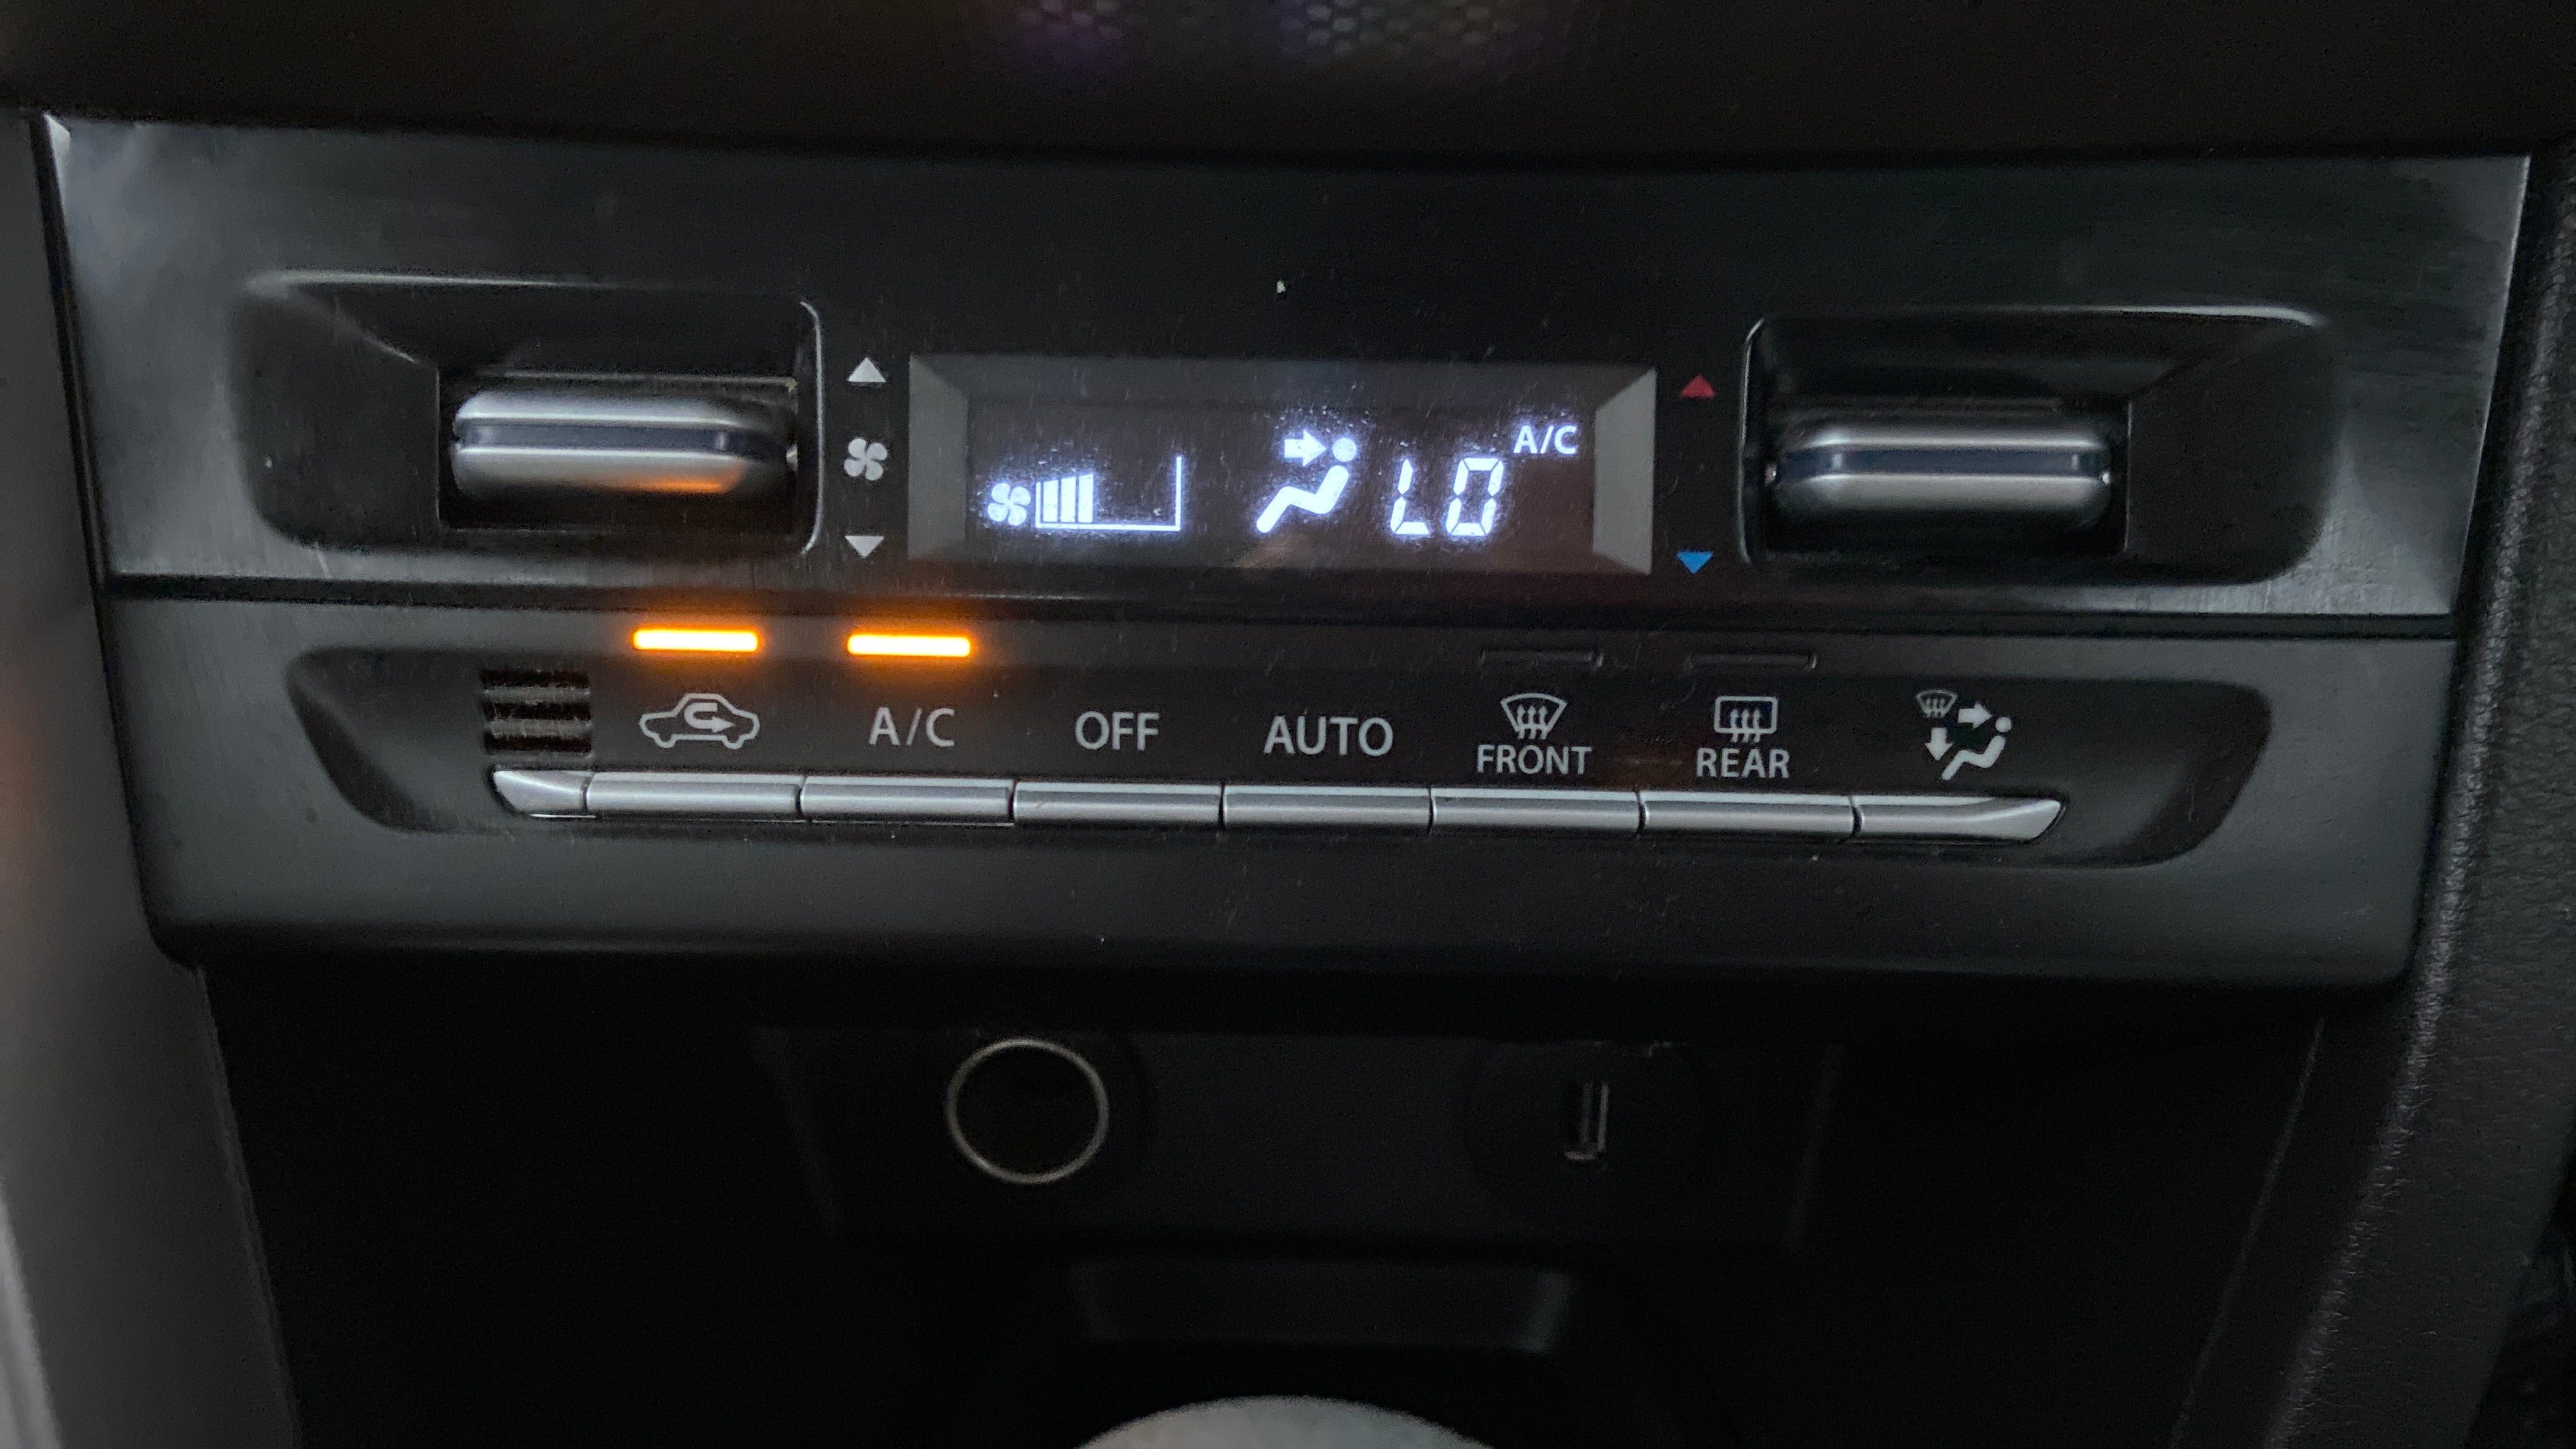 LO A/C
A/C OFF AUTO FRONT REAR